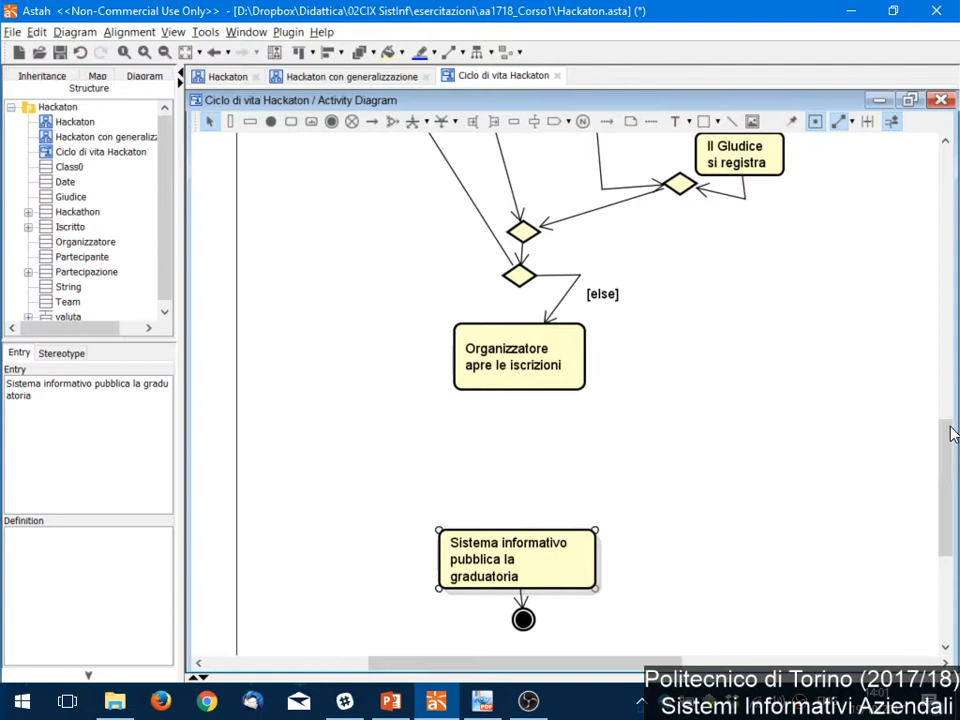 Astah <<Non-Commercial Use Only>> - [D:\Dropbox\Didattica\02CIX SistInf\esercitazioni\aa1718_Corso1\Hackaton.asta] (*)
File Edit Diagram Alignment View Tools Window Plugin Help
Inheritance Map Diagram
Structure
Hackaton
Hackaton con generalizzazione
Ciclo di vita Hackaton
Ciclo di vita Hackaton / Activity Diagram
Hackaton
Hackaton
Hackaton con generaliz
Ciclo di vita Hackaton
Class0
Date
Giudice
Hackathon
Iscritto
Organizzatore
Partecipante
Partecipazione
String
Team
valuta
Entry Stereotype
Entry
Sistema informativo pubblica la gradu
atoria
Definition
T
N
Il Giudice
si registra
[else]
Organizzatore
apre le iscrizioni
Sistema informativo
pubblica la
graduatoria
14:01
Politecnico di Torino (2017/18)
Sistemi Informativi Aziendali